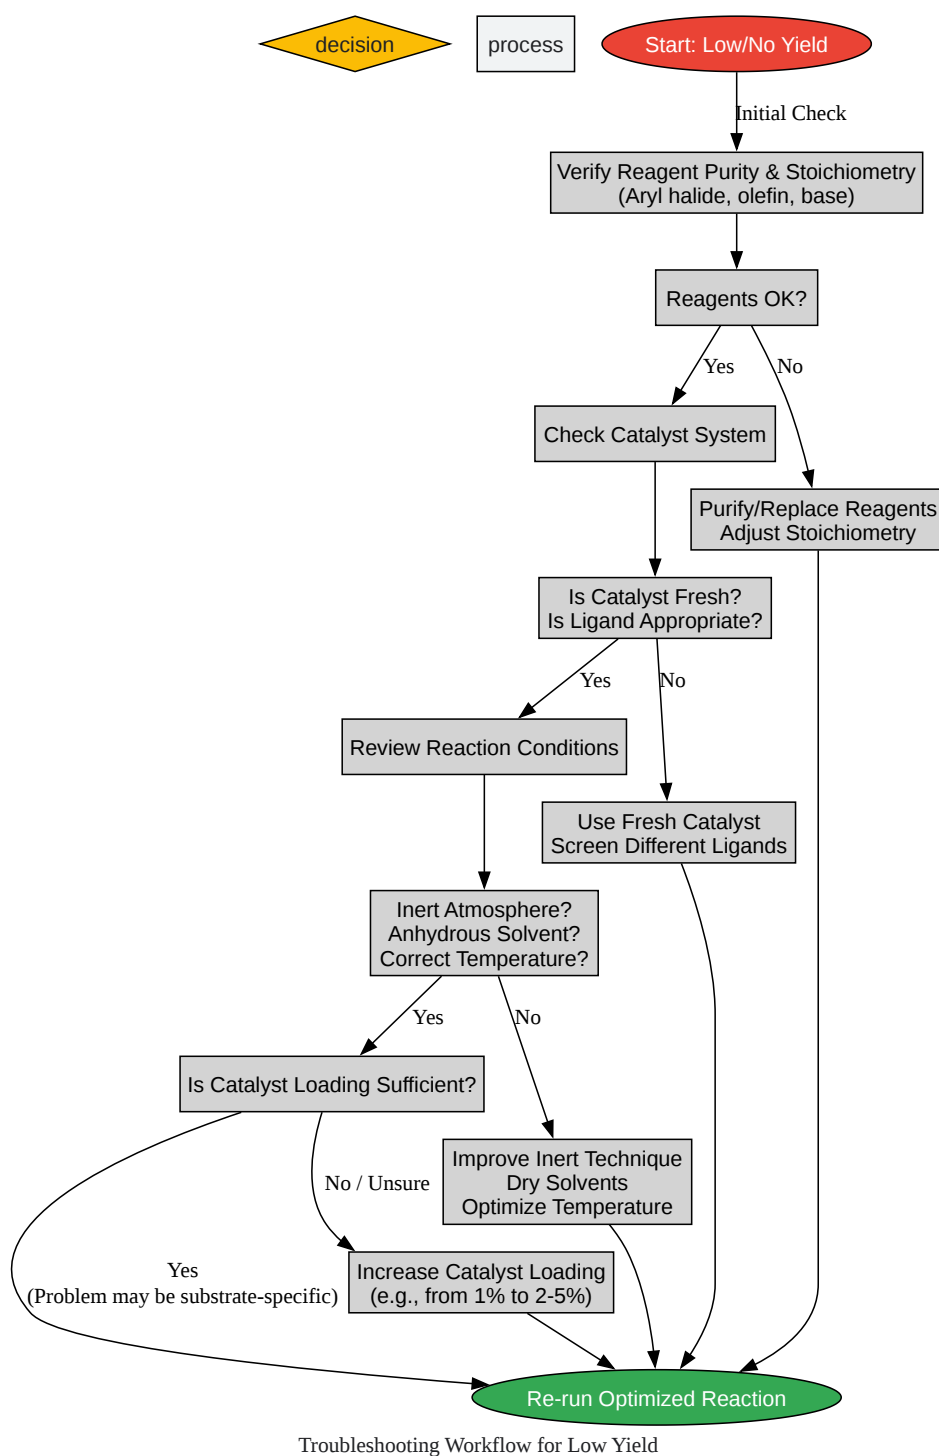 decision
process
Start: Low/No Yield
Initial Check
Verify Reagent Purity & Stoichiometry
(Aryl halide, olefin, base)
Reagents OK?
Yes
No
Check Catalyst System
Purify/Replace Reagents
Adjust Stoichiometry
Is Catalyst Fresh?
Is Ligand Appropriate?
Yes
No
Review Reaction Conditions
Use Fresh Catalyst
Screen Different Ligands
Inert Atmosphere?
Anhydrous Solvent?
Correct Temperature?
Yes
No
Is Catalyst Loading Sufficient?
Improve Inert Technique
Dry Solvents
Optimize Temperature
No / Unsure
Yes
(Problem may be substrate-specific)
Increase Catalyst Loading
(e.g., from 1% to 2-5%)
Re-run Optimized Reaction
Troubleshooting Workflow for Low Yield